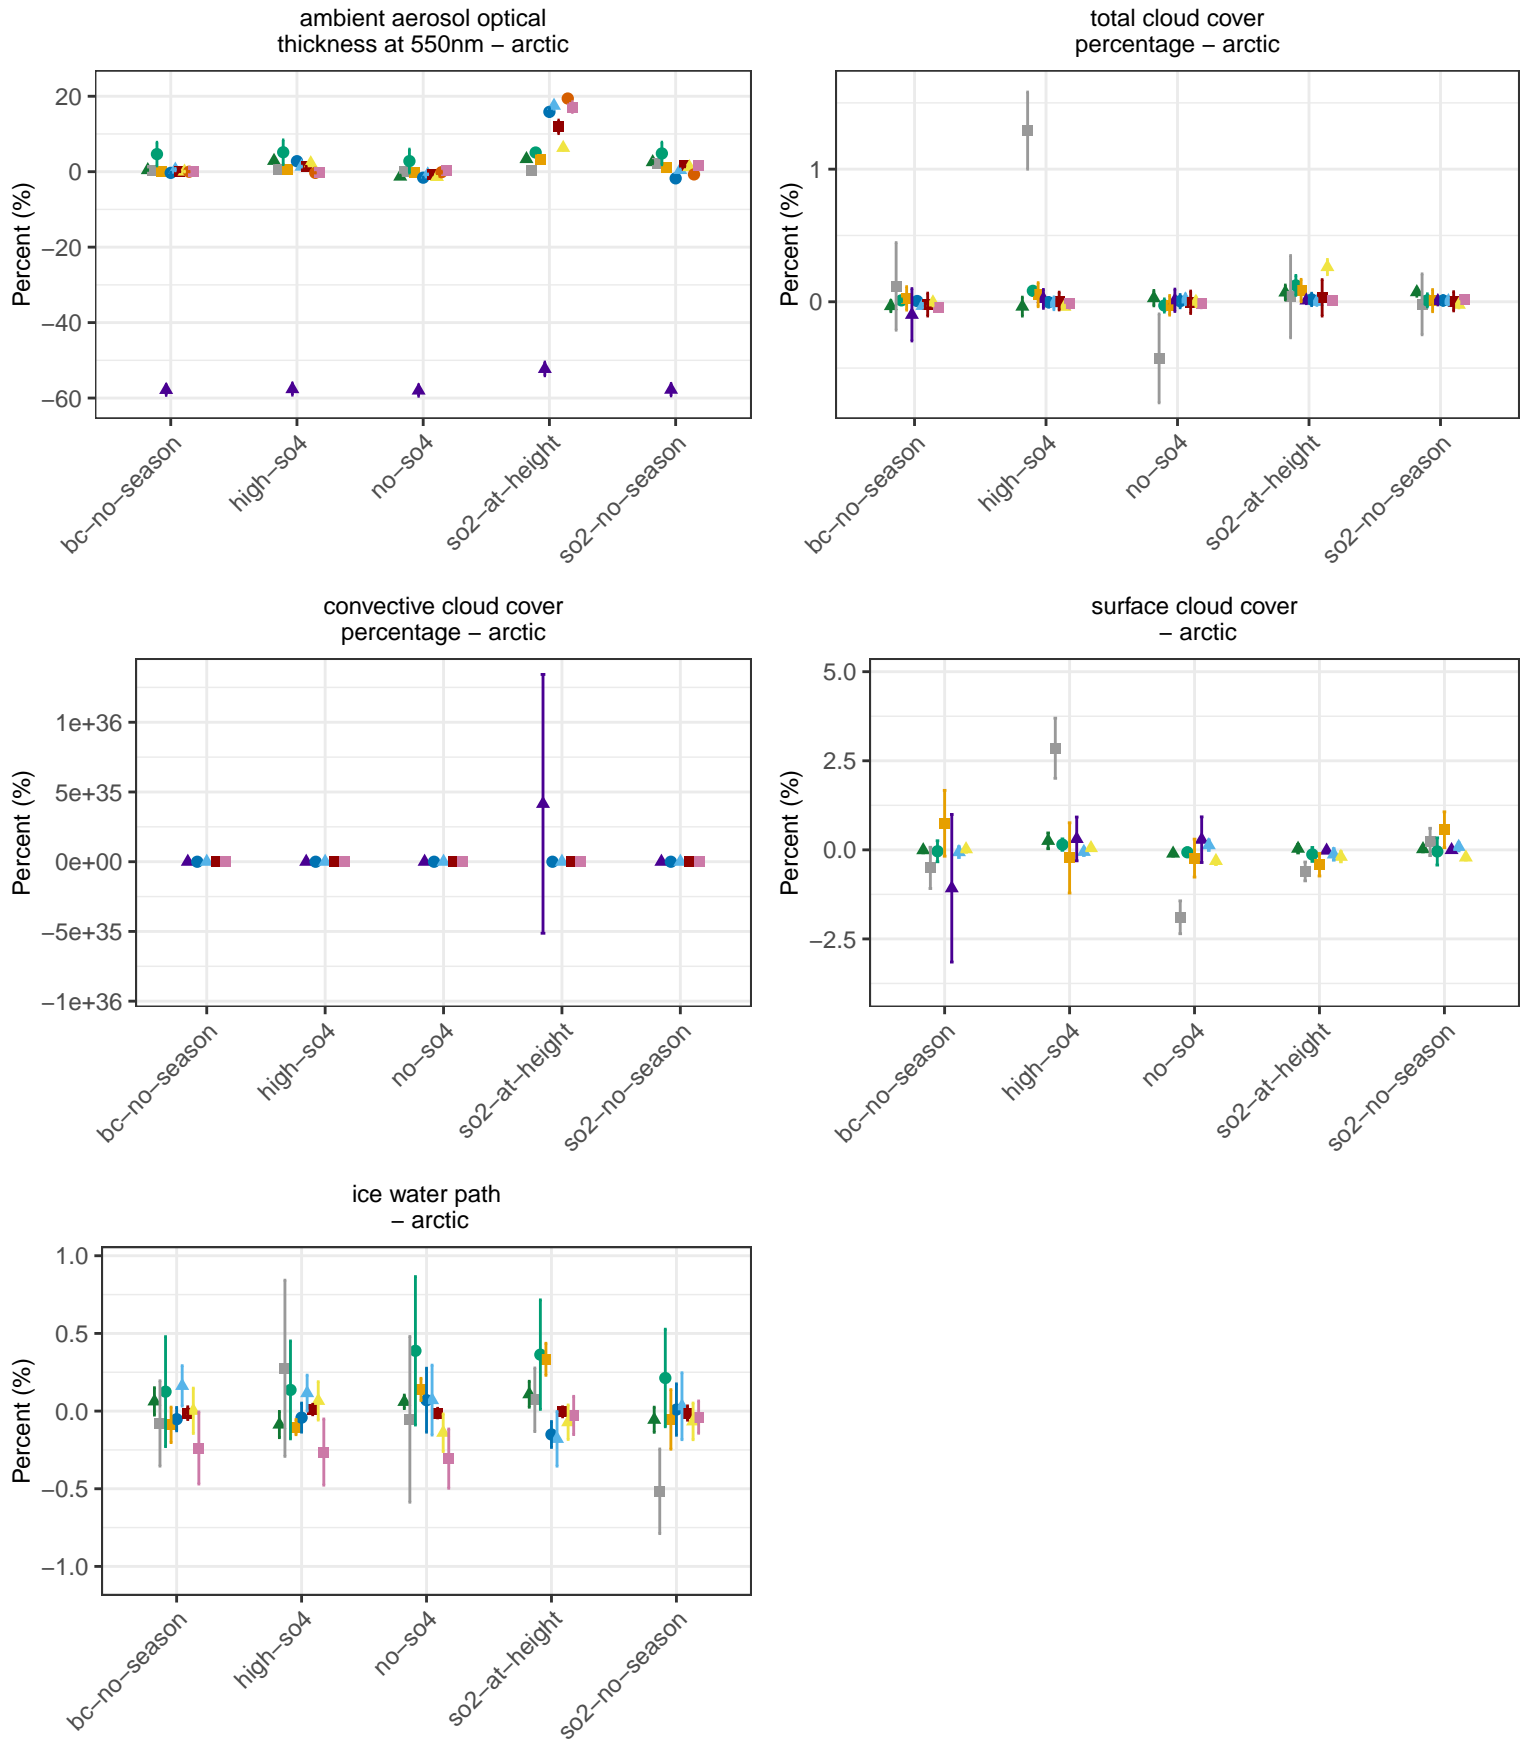 ambient aerosol optical
thickness at 550nm − arctic
Percent (%)
20
0
−20
−40
−60
bc−no−season
high−so4
no−so4
so2−at−height
so2−no−season
total cloud cover
percentage − arctic
Percent (%)
1
0
bc−no−season
high−so4
no−so4
so2−at−height
so2−no−season
convective cloud cover
percentage − arctic
Percent (%)
1e+36
5e+35
0e+00
−5e+35
−1e+36
bc−no−season
high−so4
no−so4
so2−at−height
so2−no−season
surface cloud cover
− arctic
Percent (%)
5.0
2.5
0.0
−2.5
bc−no−season
high−so4
no−so4
so2−at−height
so2−no−season
ice water path
− arctic
Percent (%)
1.0
0.5
0.0
−0.5
−1.0
bc−no−season
high−so4
no−so4
so2−at−height
so2−no−season